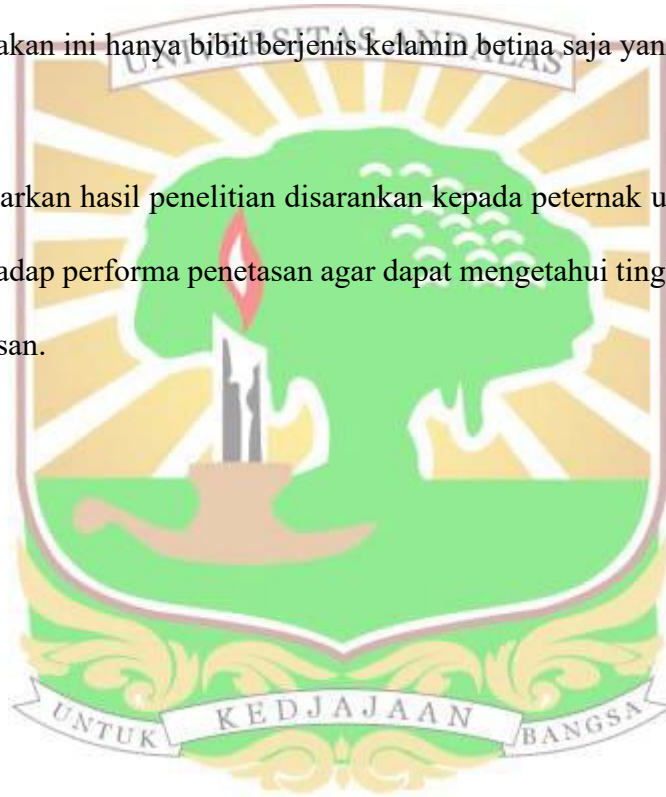 akan ini hanya bibit berjenis kelamin betina saja yan
UNIVERSITAS ANDALAS
arkan hasil penelitian disarankan kepada peternak u
adap performa penetasan agar dapat mengetahui ting
san.
UNTUK KEDJAJAAN BANGSA